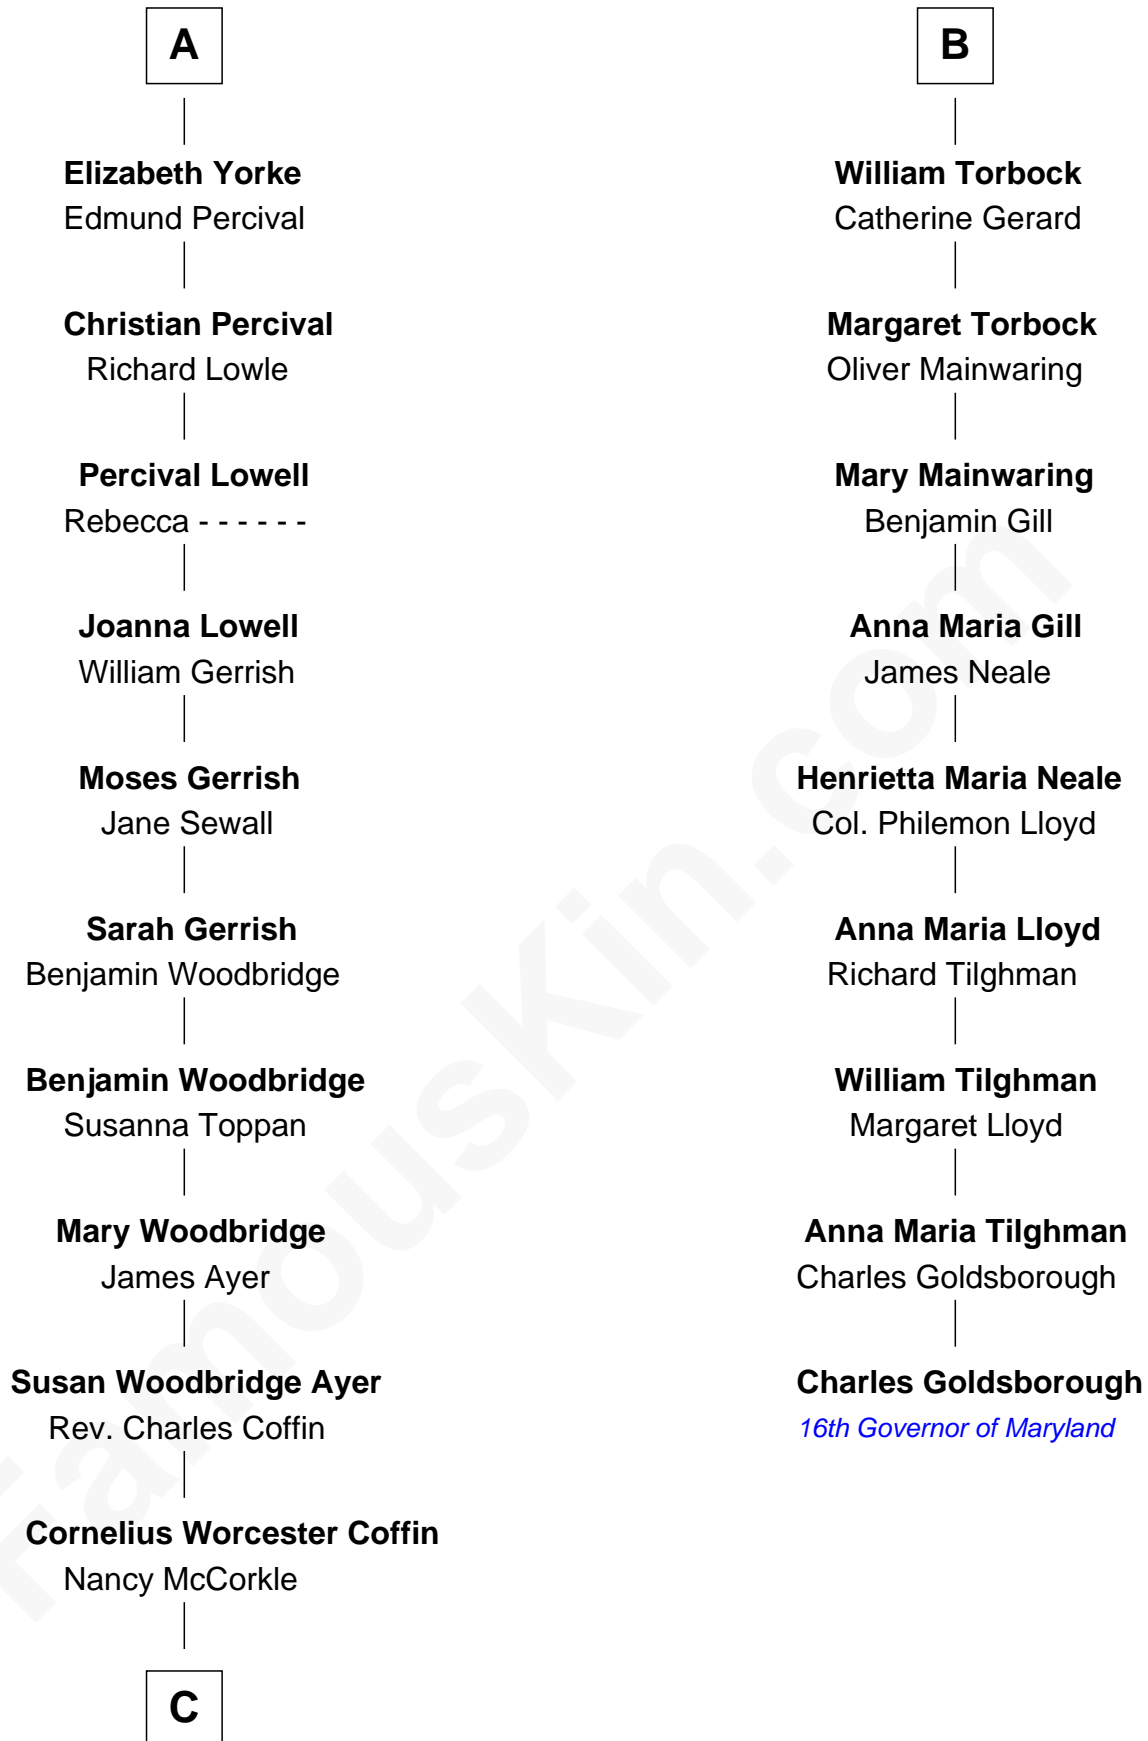 A
Elizabeth Yorke
Edmund Percival
Christian Percival
Richard Lowle
Percival Lowell
Rebecca - - - - - -
Joanna Lowell
William Gerrish
Moses Gerrish
Jane Sewall
Sarah Gerrish
Benjamin Woodbridge
Benjamin Woodbridge
Susanna Toppan
Mary Woodbridge
James Ayer
Susan Woodbridge Ayer
Rev. Charles Coffin
Cornelius Worcester Coffin
Nancy McCorkle
C
B
William Torbock
Catherine Gerard
Margaret Torbock
Oliver Mainwaring
Mary Mainwaring
Benjamin Gill
Anna Maria Gill
James Neale
Henrietta Maria Neale
Col. Philemon Lloyd
Anna Maria Lloyd
Richard Tilghman
William Tilghman
Margaret Lloyd
Anna Maria Tilghman
Charles Goldsborough
Charles Goldsborough
16th Governor of Maryland
FamousKin.com